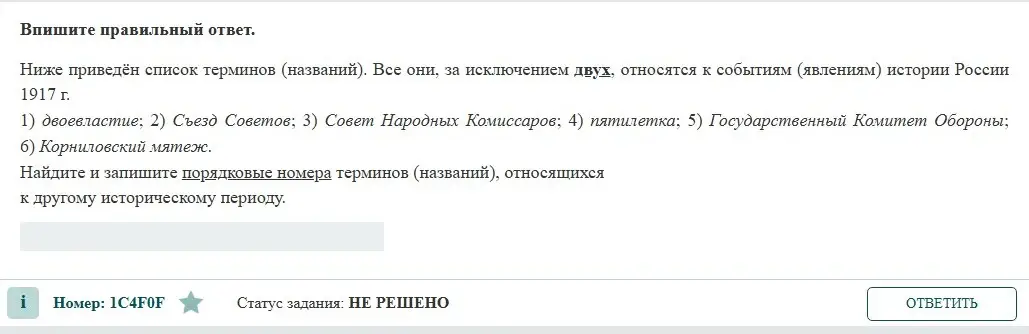 Впишите правильный ответ.
Ниже приведён список терминов (названий). Все они, за исключением двух, относятся к событиям (явлениям) истории России
1917 г.
1) двоевластие; 2) Съезд Советов; 3) Совет Народных Комиссаров; 4) пятилетка; 5) Государственный Комитет Обороны;
6) Корниловский мятеж.
Найдите и запишите порядковые номера терминов (названий), относящихся
к другому историческому периоду.
i Номер: 1C4F0F Статус задания: НЕ РЕШЕНО ОТВЕТИТЬ